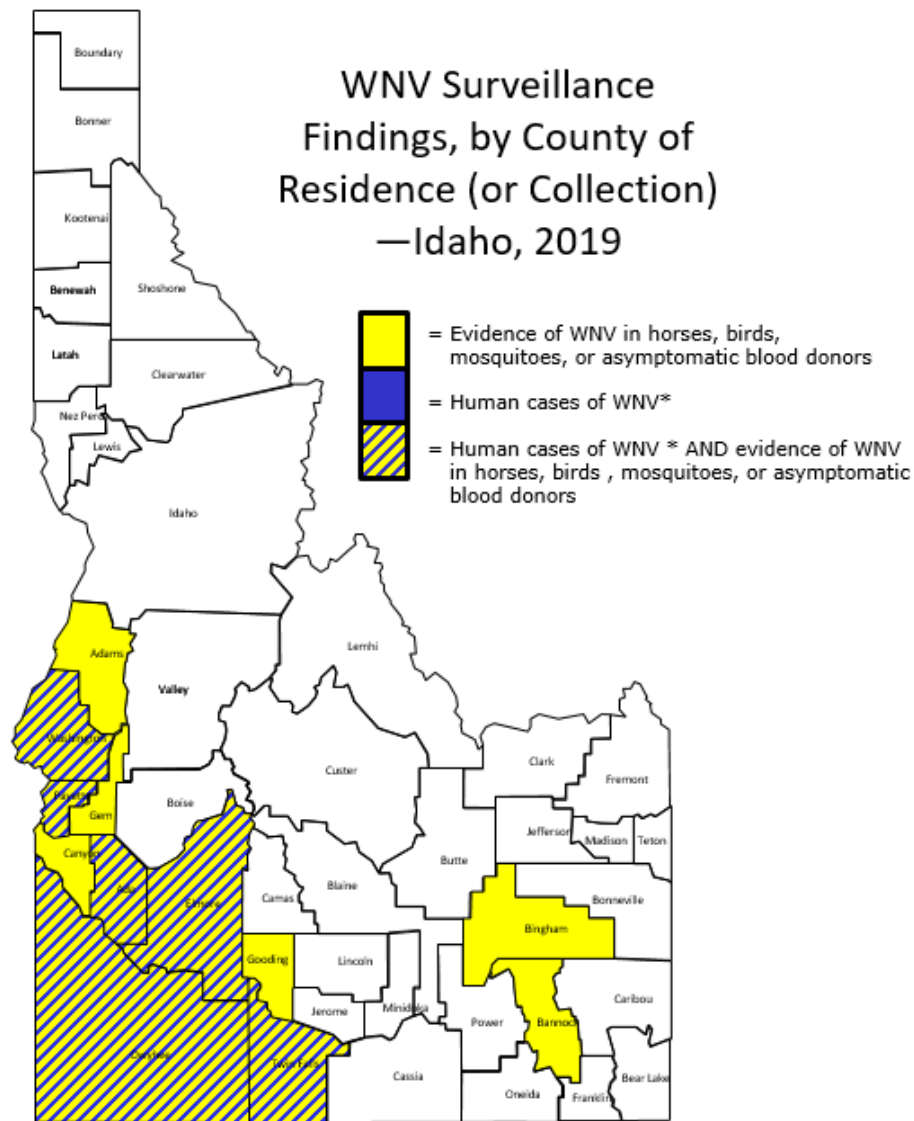 WNV Surveillance
Findings, by County of
Residence (or Collection)
—Idaho, 2019
= Evidence of WNV in horses, birds,
mosquitoes, or asymptomatic blood donors
= Human cases of WNV*
= Human cases of WNV * AND evidence of WNV
in horses, birds , mosquitoes, or asymptomatic
blood donors
Boundary
Bonner
Kootenai
Benewah
Shoshone
Latah
Clearwater
Nez Perc
Lewis
Idaho
Lemhi
Adams
Valley
Washington
Custer
Clark
Fremont
Payette
Gem
Boise
Jefferson
Madison
Teton
Canyon
Butte
Ada
Elmore
Camas
Blaine
Bonneville
Bingham
Gooding
Lincoln
Caribou
Jerome
Minidoka
Power
Bannock
Owyhee
Twin Falls
Cassia
Oneida
Franklin
Bear Lake